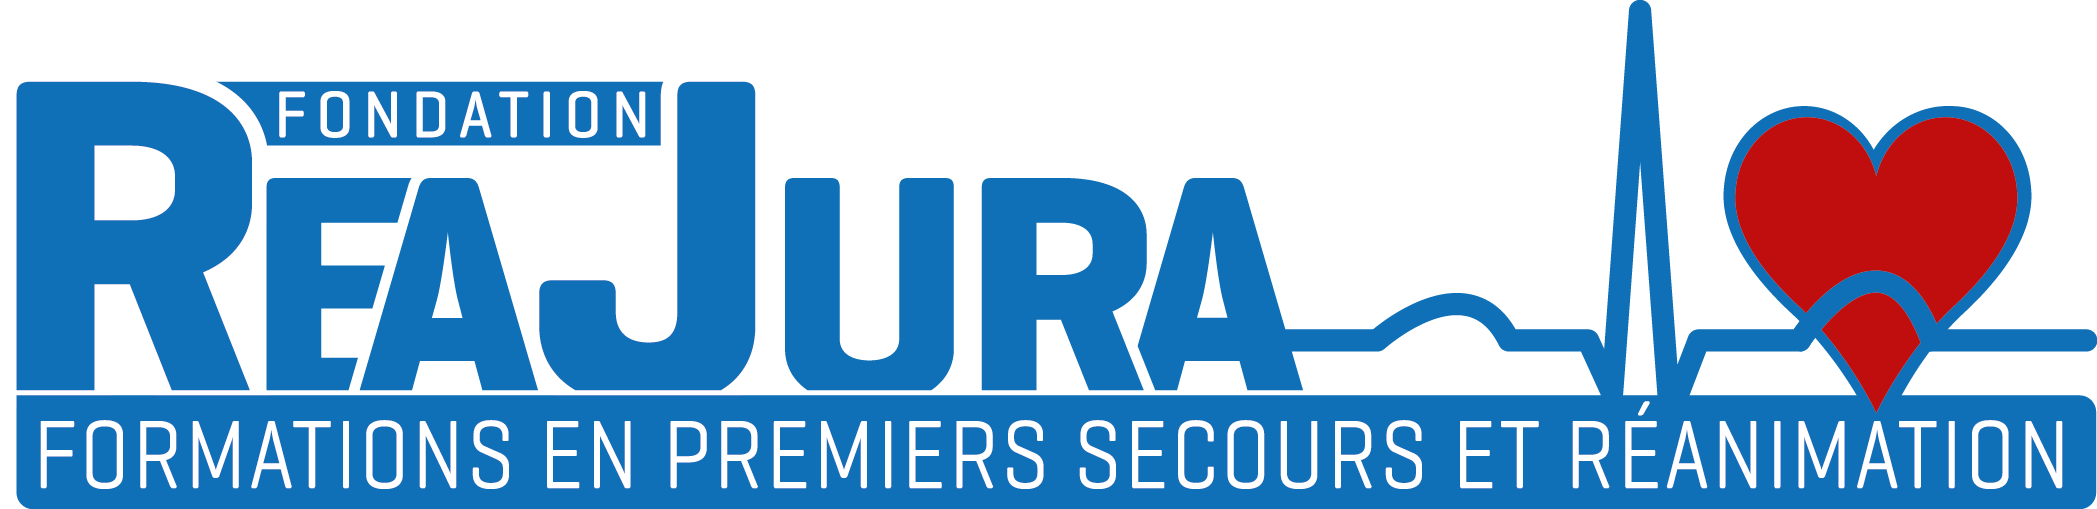 FONDATION
REAJURA
FORMATIONS EN PREMIERS SECOURS ET RÉANIMATION